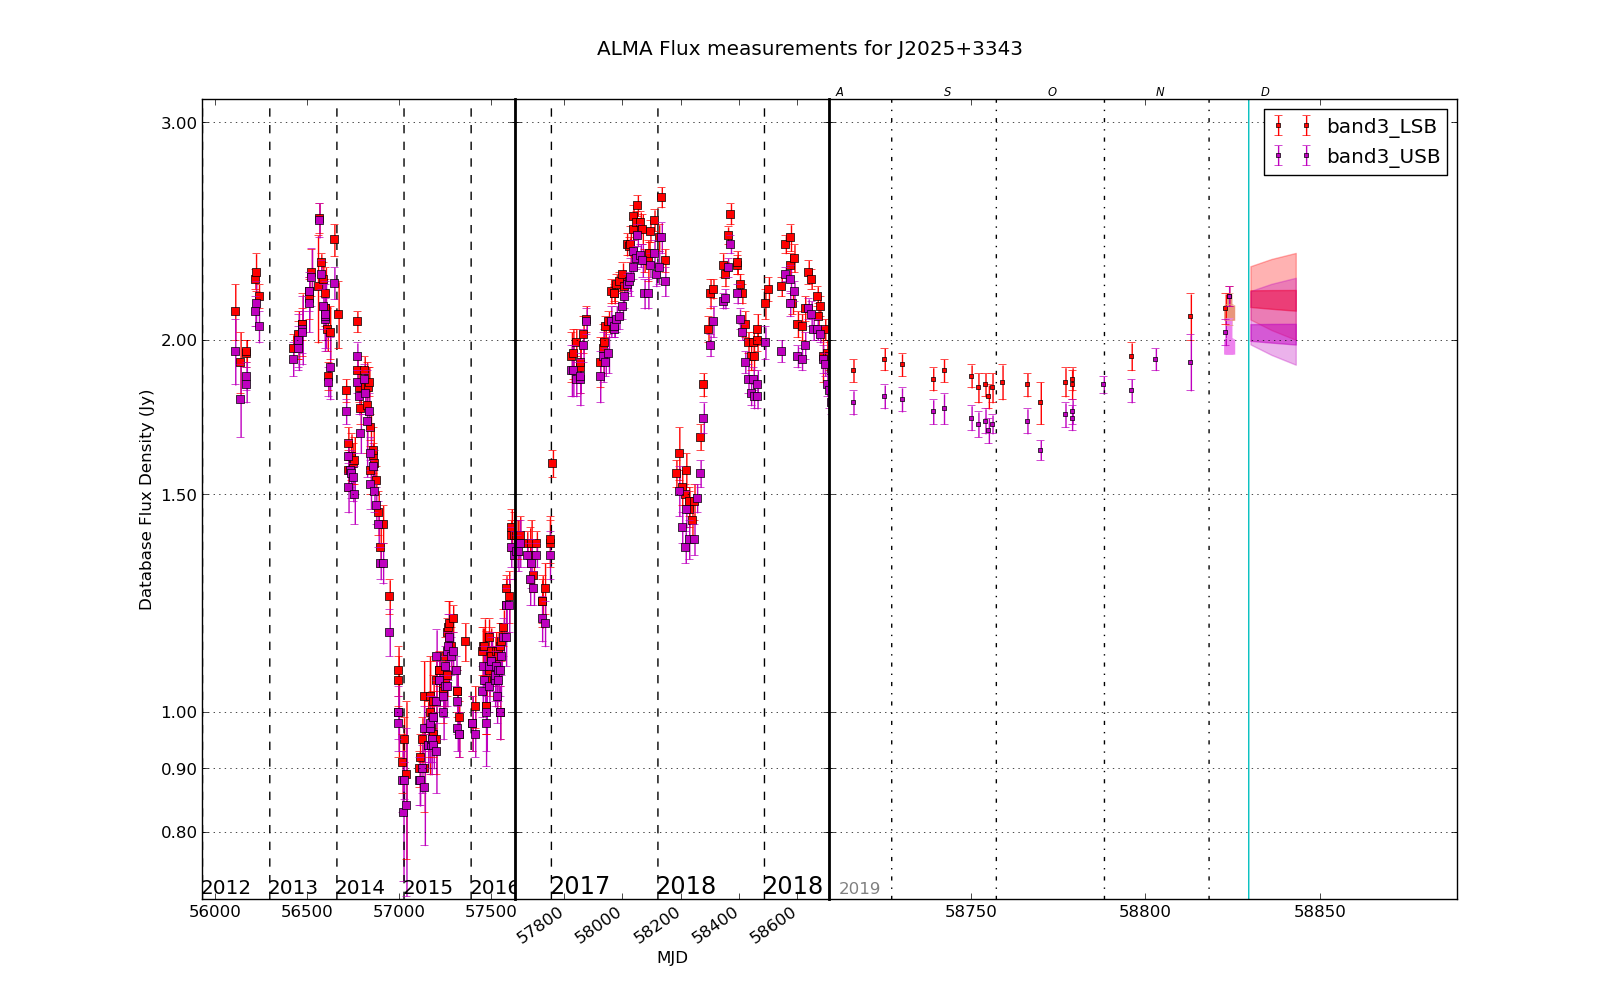 ALMA Flux measurements for J2025+3343
A S O N D
band3_LSB
band3_USB
3.00
2.00
1.50
1.00
0.90
0.80
Database Flux Density (Jy)
2012 2013 2014 2015 2016 2017 2018 2018 2019
56000 56500 57000 57500 57800 58000 58200 58400 58600 58750 58800 58850
MJD